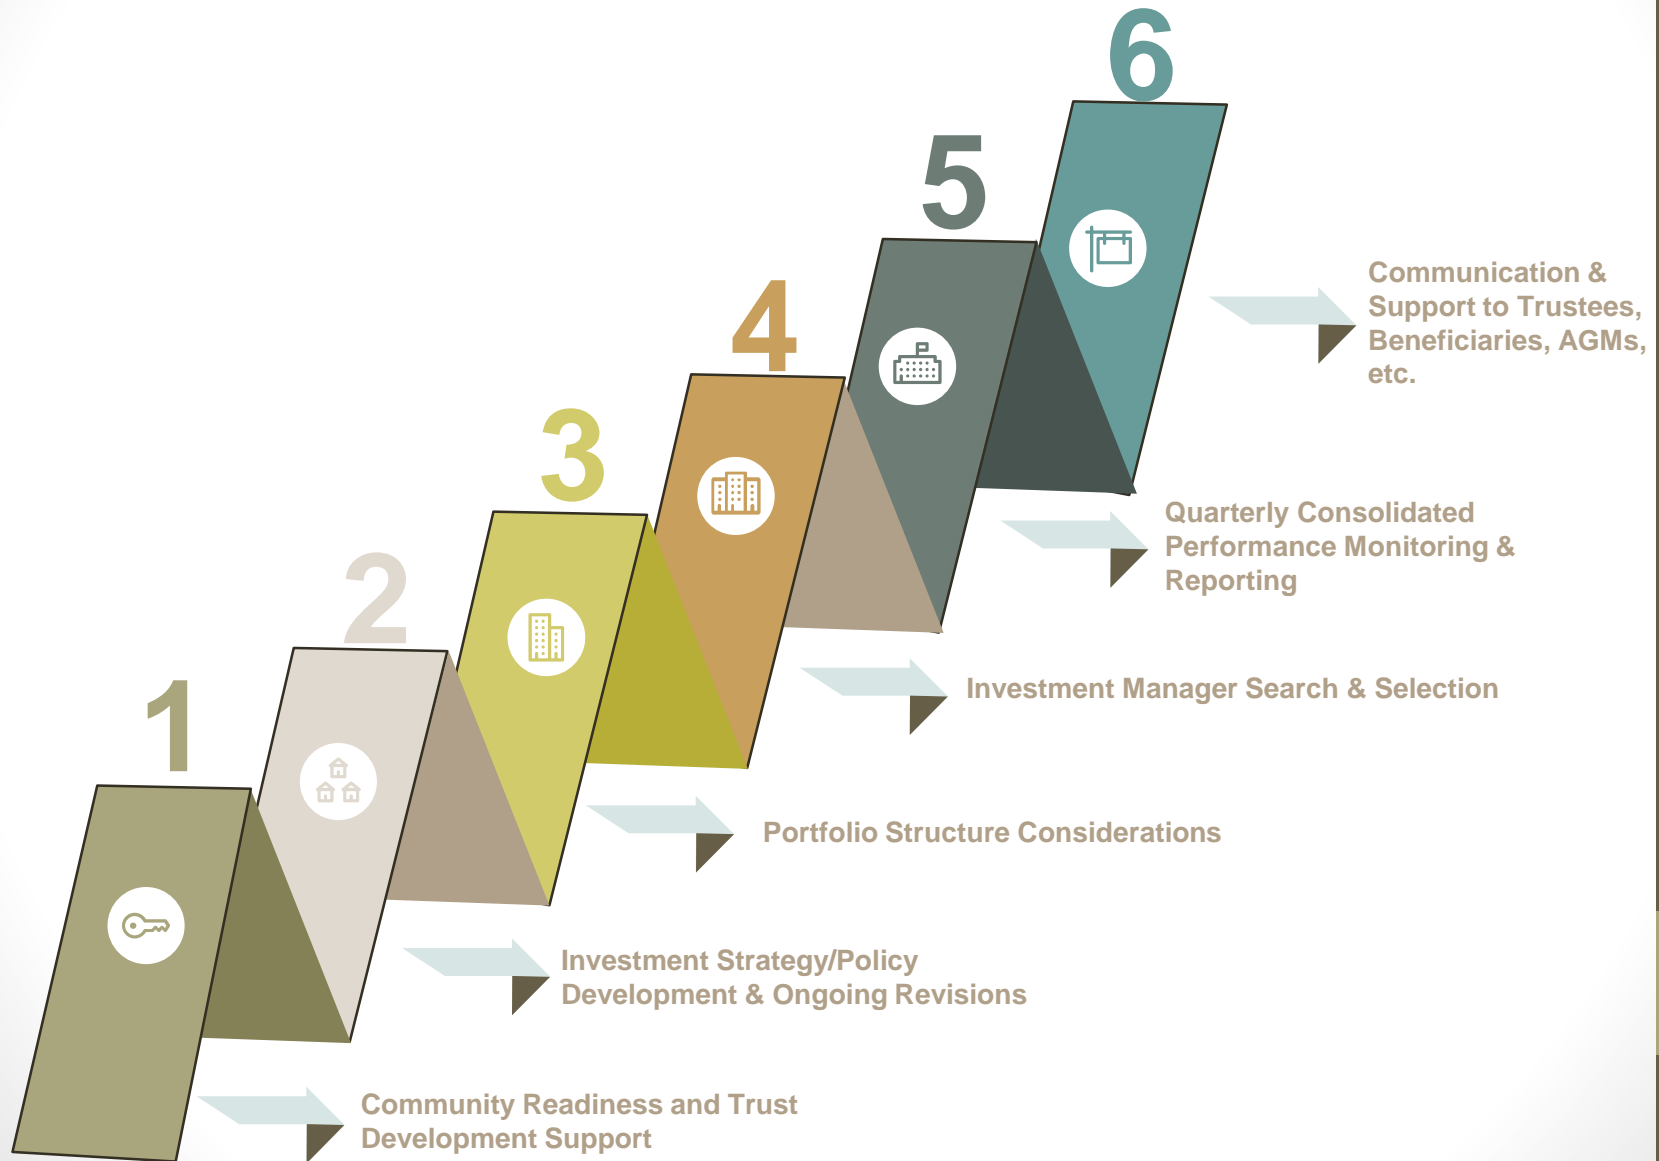 6
5
Communication &
Support to Trustees,
Beneficiaries, AGMs,
etc.
4
3
Quarterly Consolidated
Performance Monitoring &
Reporting
2
Investment Manager Search & Selection
1
Portfolio Structure Considerations
Investment Strategy/Policy
Development & Ongoing Revisions
Community Readiness and Trust
Development Support